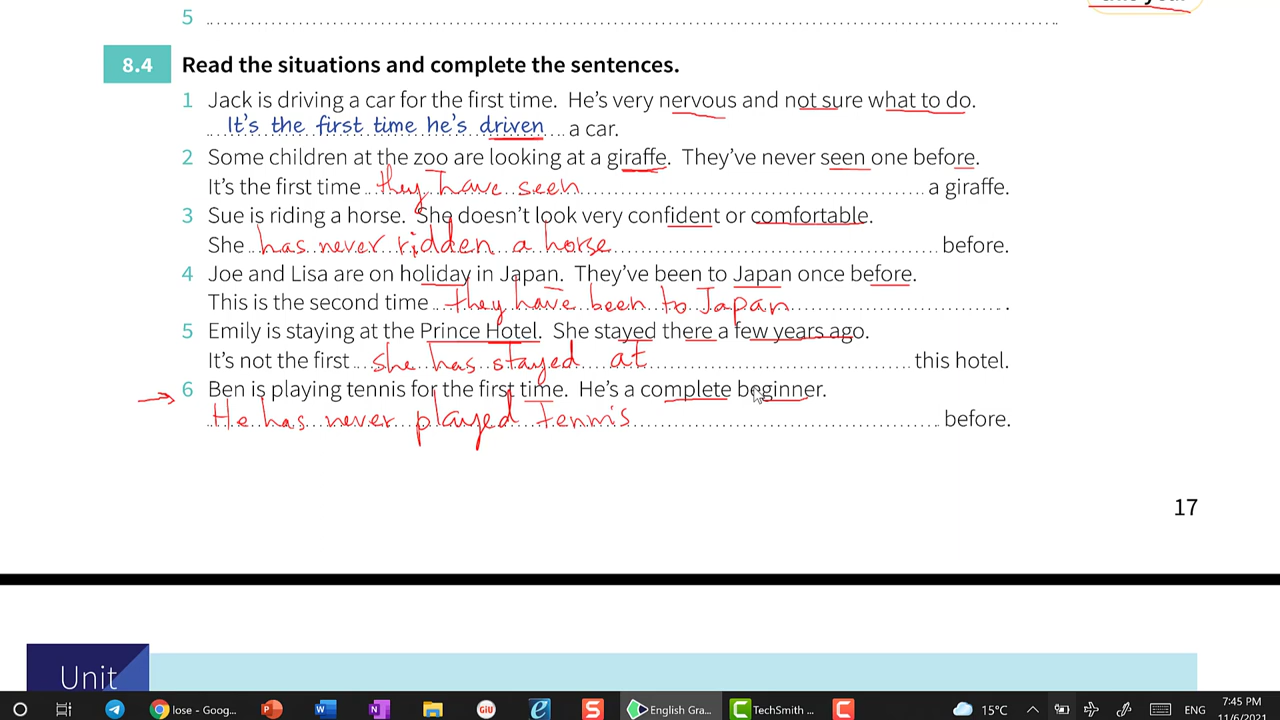 this year
5
8.4 Read the situations and complete the sentences.
1 Jack is driving a car for the first time. He's very nervous and not sure what to do.
It's the first time he's driven a car.
2 Some children at the zoo are looking at a giraffe. They've never seen one before.
It's the first time they have seen a giraffe.
3 Sue is riding a horse. She doesn't look very confident or comfortable.
She has never ridden a horse before.
4 Joe and Lisa are on holiday in Japan. They've been to Japan once before.
This is the second time they have been to Japan .
5 Emily is staying at the Prince Hotel. She stayed there a few years ago.
It's not the first she has stayed at this hotel.
6 Ben is playing tennis for the first time. He's a complete beginner.
He has never played tennis before.
17
Unit
lose - Goog...
GiU
English Gra...
TechSmith ...
15°C
ENG
7:45 PM
11/6/2021